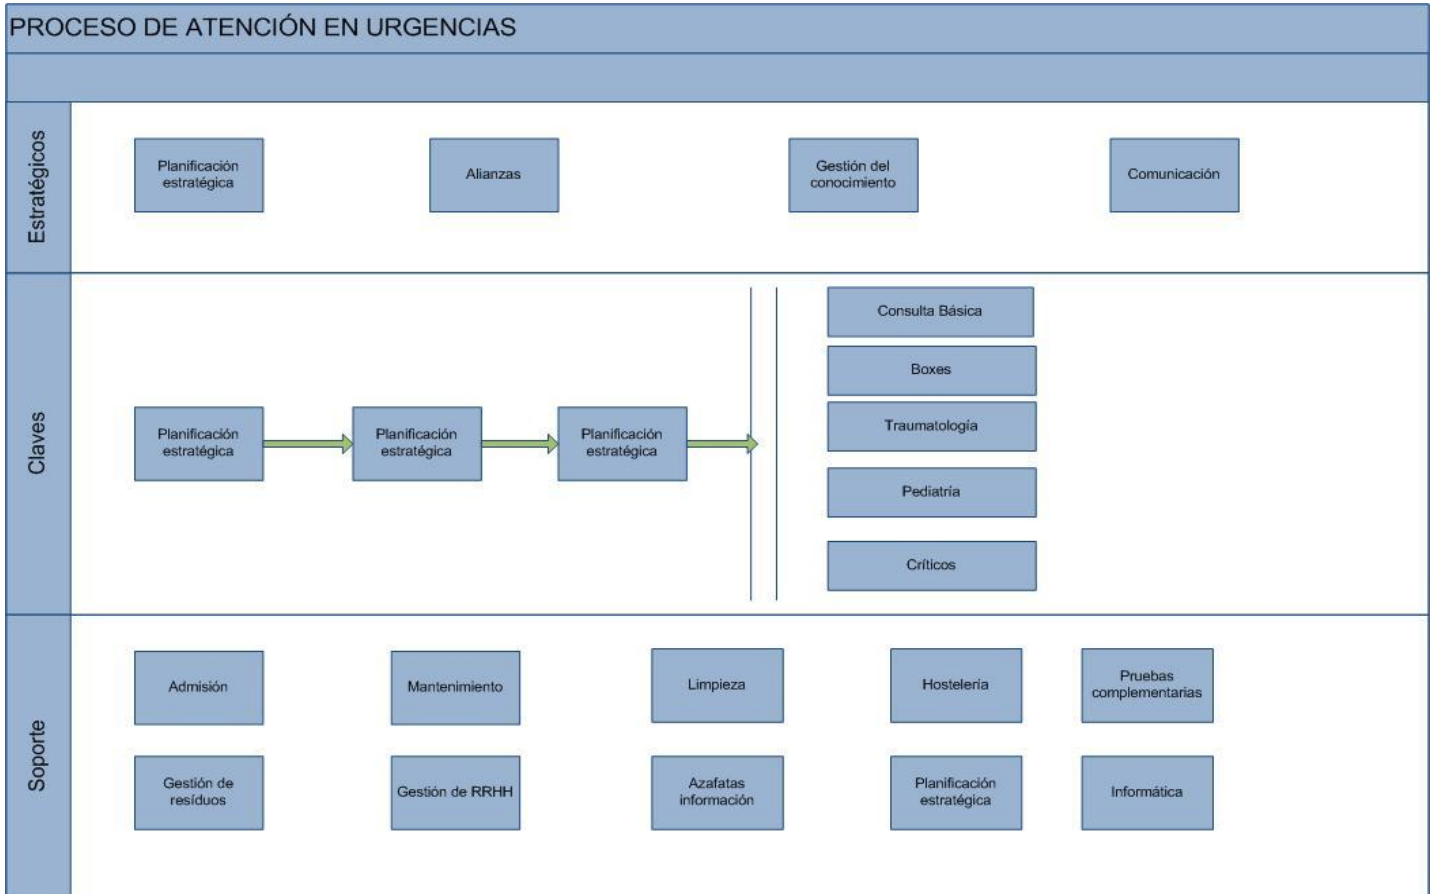 PROCESO DE ATENCIÓN EN URGENCIAS
Estratégicos
Planificación
estratégica
Alianzas
Gestión del
conocimiento
Comunicación
Claves
Planificación
estratégica
Planificación
estratégica
Planificación
estratégica
Consulta Básica
Boxes
Traumatología
Pediatría
Críticos
Soporte
Admisión
Mantenimiento
Limpieza
Hostelería
Pruebas
complementarias
Gestión de
resíduos
Gestión de RRHH
Azafatas
información
Planificación
estratégica
Informática